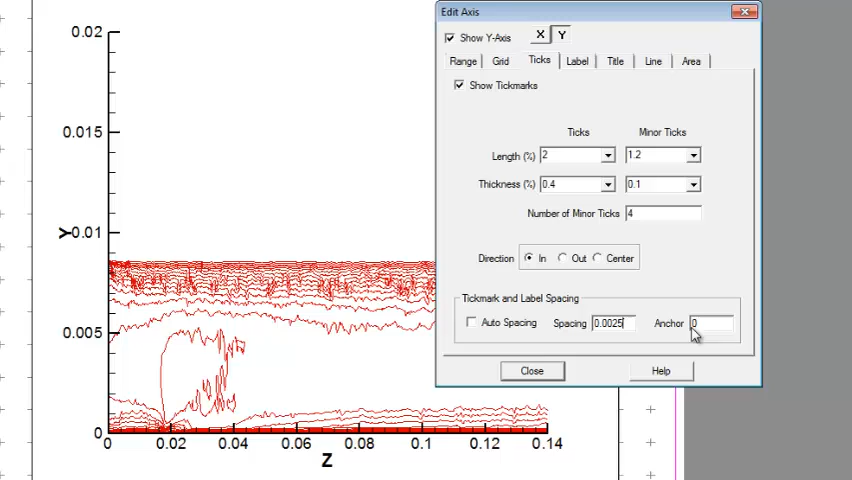 Edit Axis
Show Y-Axis X Y
Range Grid Ticks Label Title Line Area
Show Tickmarks
Ticks Minor Ticks
Length (%) 2 1.2
Thickness (%) 0.4 0.1
Number of Minor Ticks 4
Direction In Out Center
Tickmark and Label Spacing
Auto Spacing Spacing 0.0025 Anchor 0
Close Help
0.02
0.015
Y 0.01
0.005
0
0 0.02 0.04 0.06 0.08 0.1 0.12 0.14
Z